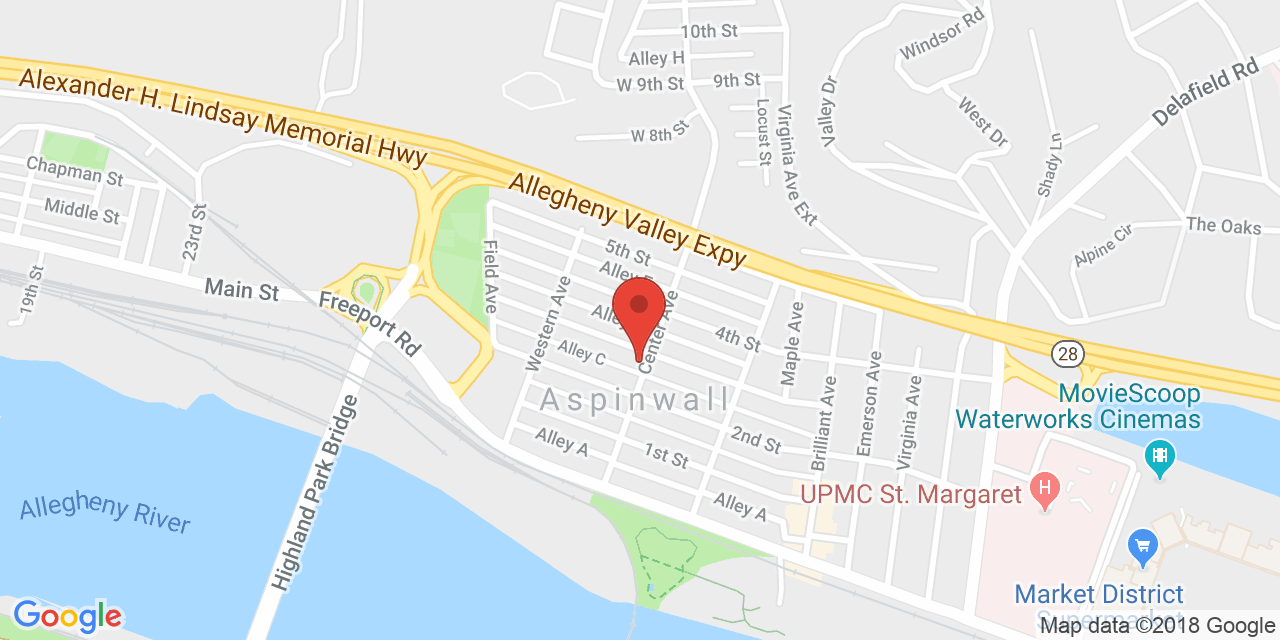 10th St
Windsor Rd
Alley H
W 9th St
9th St
Delafield Rd
Alexander H. Lindsay Memorial Hwy
Locust St
Virginia Ave Ext
Valley Dr
West Dr
W 8th St
Shady Ln
Chapman St
Middle St
23rd St
Allegheny Valley Expy
The Oaks
Alpine Cir
5th St
Field Ave
19th St
Main St
Freeport Rd
Western Ave
Center Ave
4th St
Maple Ave
28
Alley C
Aspinwall
MovieScoop
Waterworks Cinemas
Brilliant Ave
Emerson Ave
Virginia Ave
Highland Park Bridge
Alley A
1st St
2nd St
Allegheny River
Alley A
UPMC St. Margaret
H
Market District
Supermarket
Google
Map data ©2018 Google